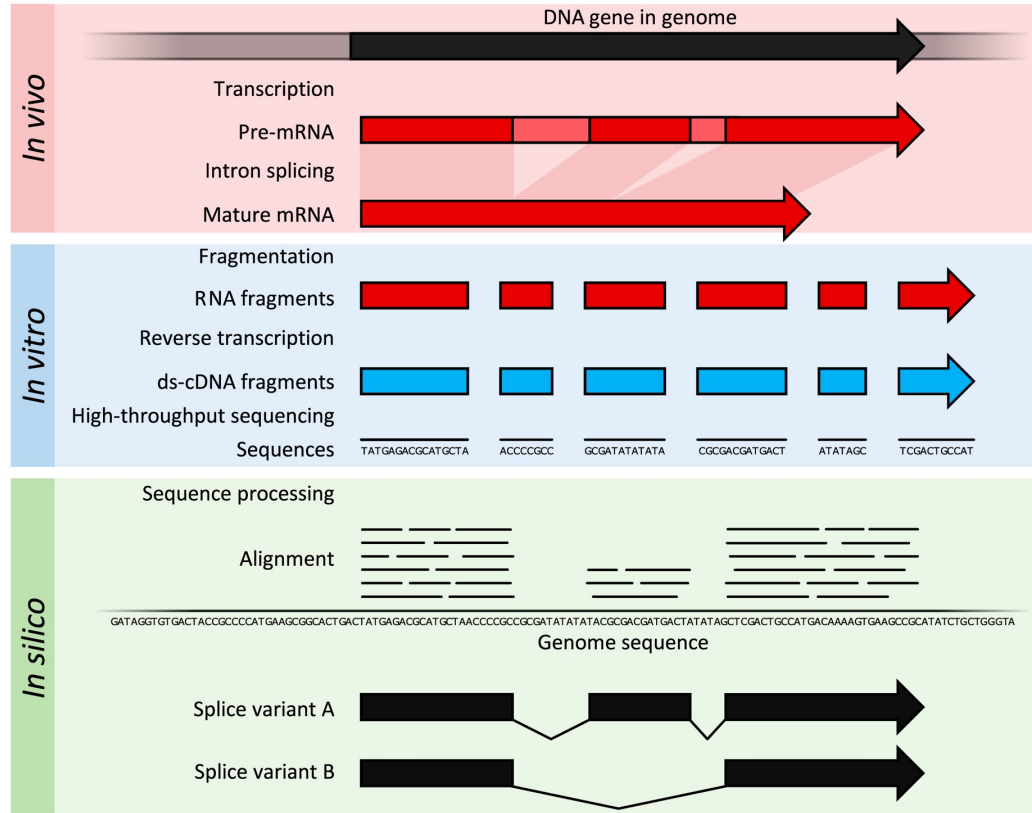 In vivo
DNA gene in genome
Transcription
Pre-mRNA
Intron splicing
Mature mRNA
In vitro
Fragmentation
RNA fragments
Reverse transcription
ds-cDNA fragments
High-throughput sequencing
Sequences
TATGAGACGCATGCTA ACCCCGCC GCGATATATATA CGCGACGATGACT ATATAGC TCGACTGCCAT
In silico
Sequence processing
Alignment
GATAGGTGTGACTACCGCCCCATGAAGCGGCACTGACTATGAGACGCATGCTAACCCCGCCGCGATATATATACGCGACGATGACTATATAGCTCGACTGCCATGACAAAAGTGAAGCCGCATATCTGCTGGGTA
Genome sequence
Splice variant A
Splice variant B